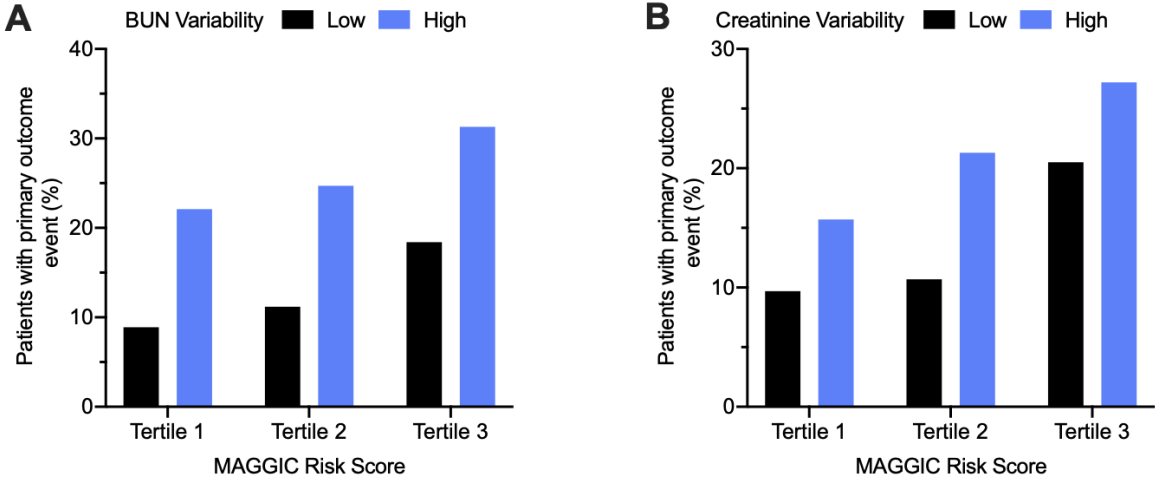 A
BUN Variability Low High
Patients with primary outcome
event (%)
40
30
20
10
0
Tertile 1 Tertile 2 Tertile 3
MAGGIC Risk Score
B
Creatinine Variability Low High
Patients with primary outcome
event (%)
30
20
10
0
Tertile 1 Tertile 2 Tertile 3
MAGGIC Risk Score